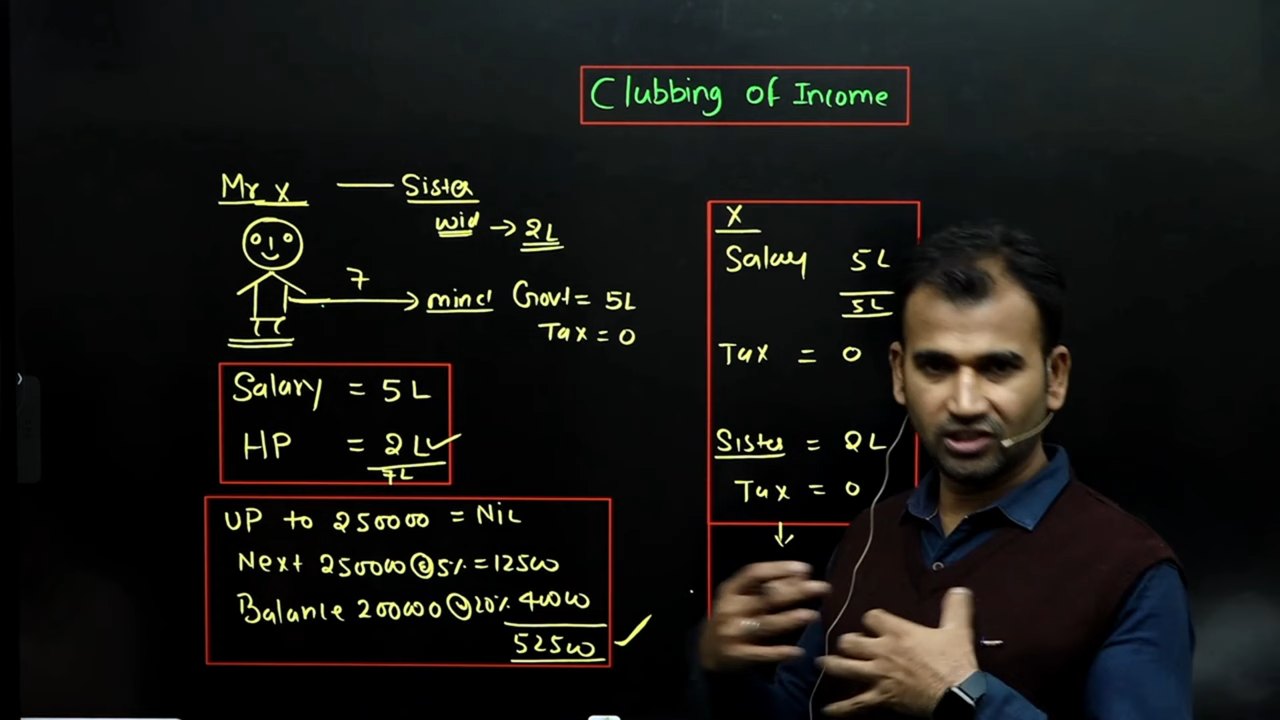 Clubbing of Income
Mr X — Sister
wid → 2L
7
mind Govt = 5L
Tax = 0
Salary = 5L
HP = 2L
7L
UP to 250000 = NiL
Next 250000 @ 5% = 12500
Balance 200000 @ 20% 40000
52500
X
Salary 5L
5L
Tax = 0
Sister = 2L
Tax = 0